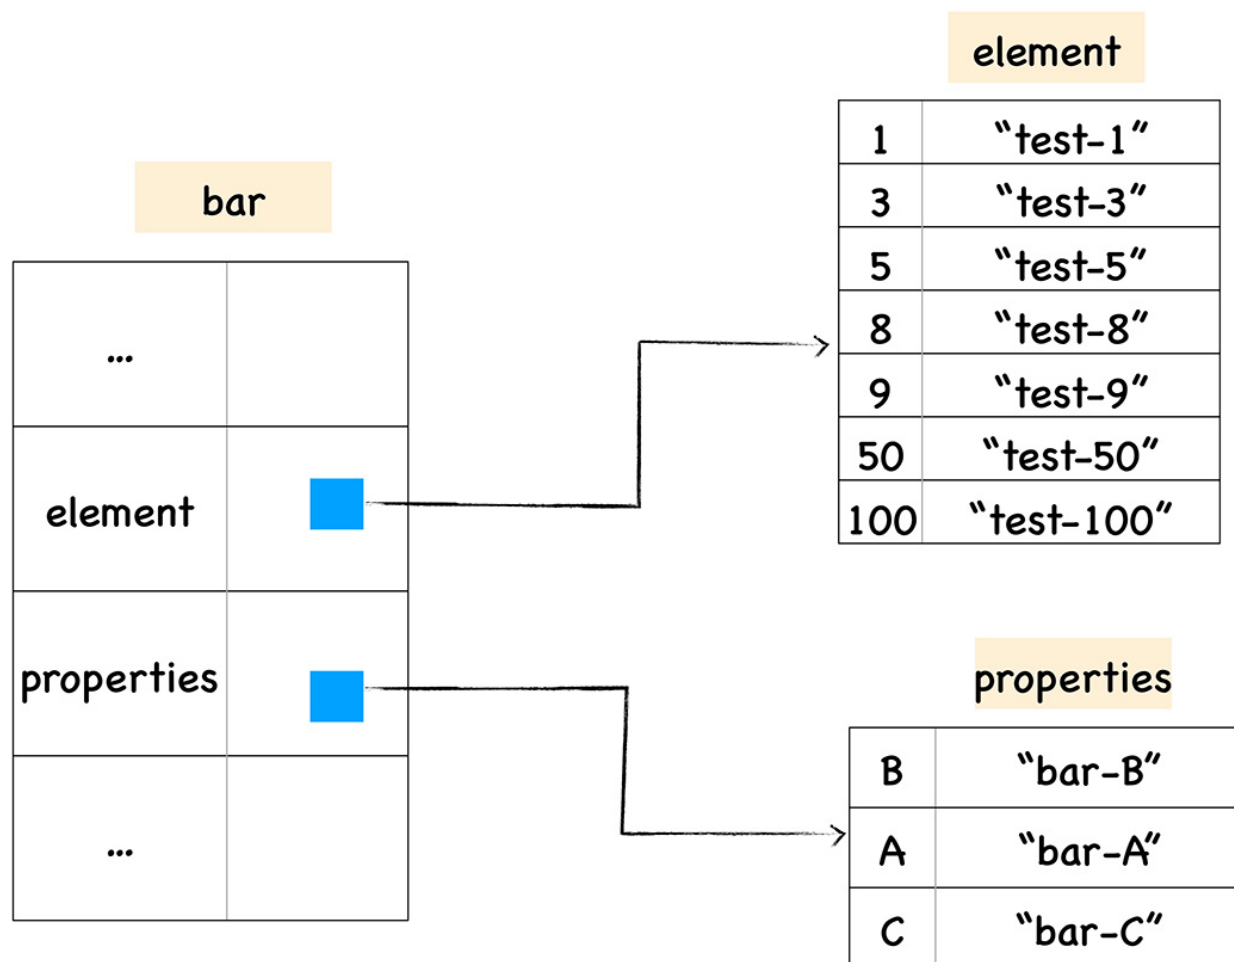 bar
...
element
properties
...
element
1 “test-1”
3 “test-3”
5 “test-5”
8 “test-8”
9 “test-9”
50 “test-50”
100 “test-100”
properties
B “bar-B”
A “bar-A”
C “bar-C”